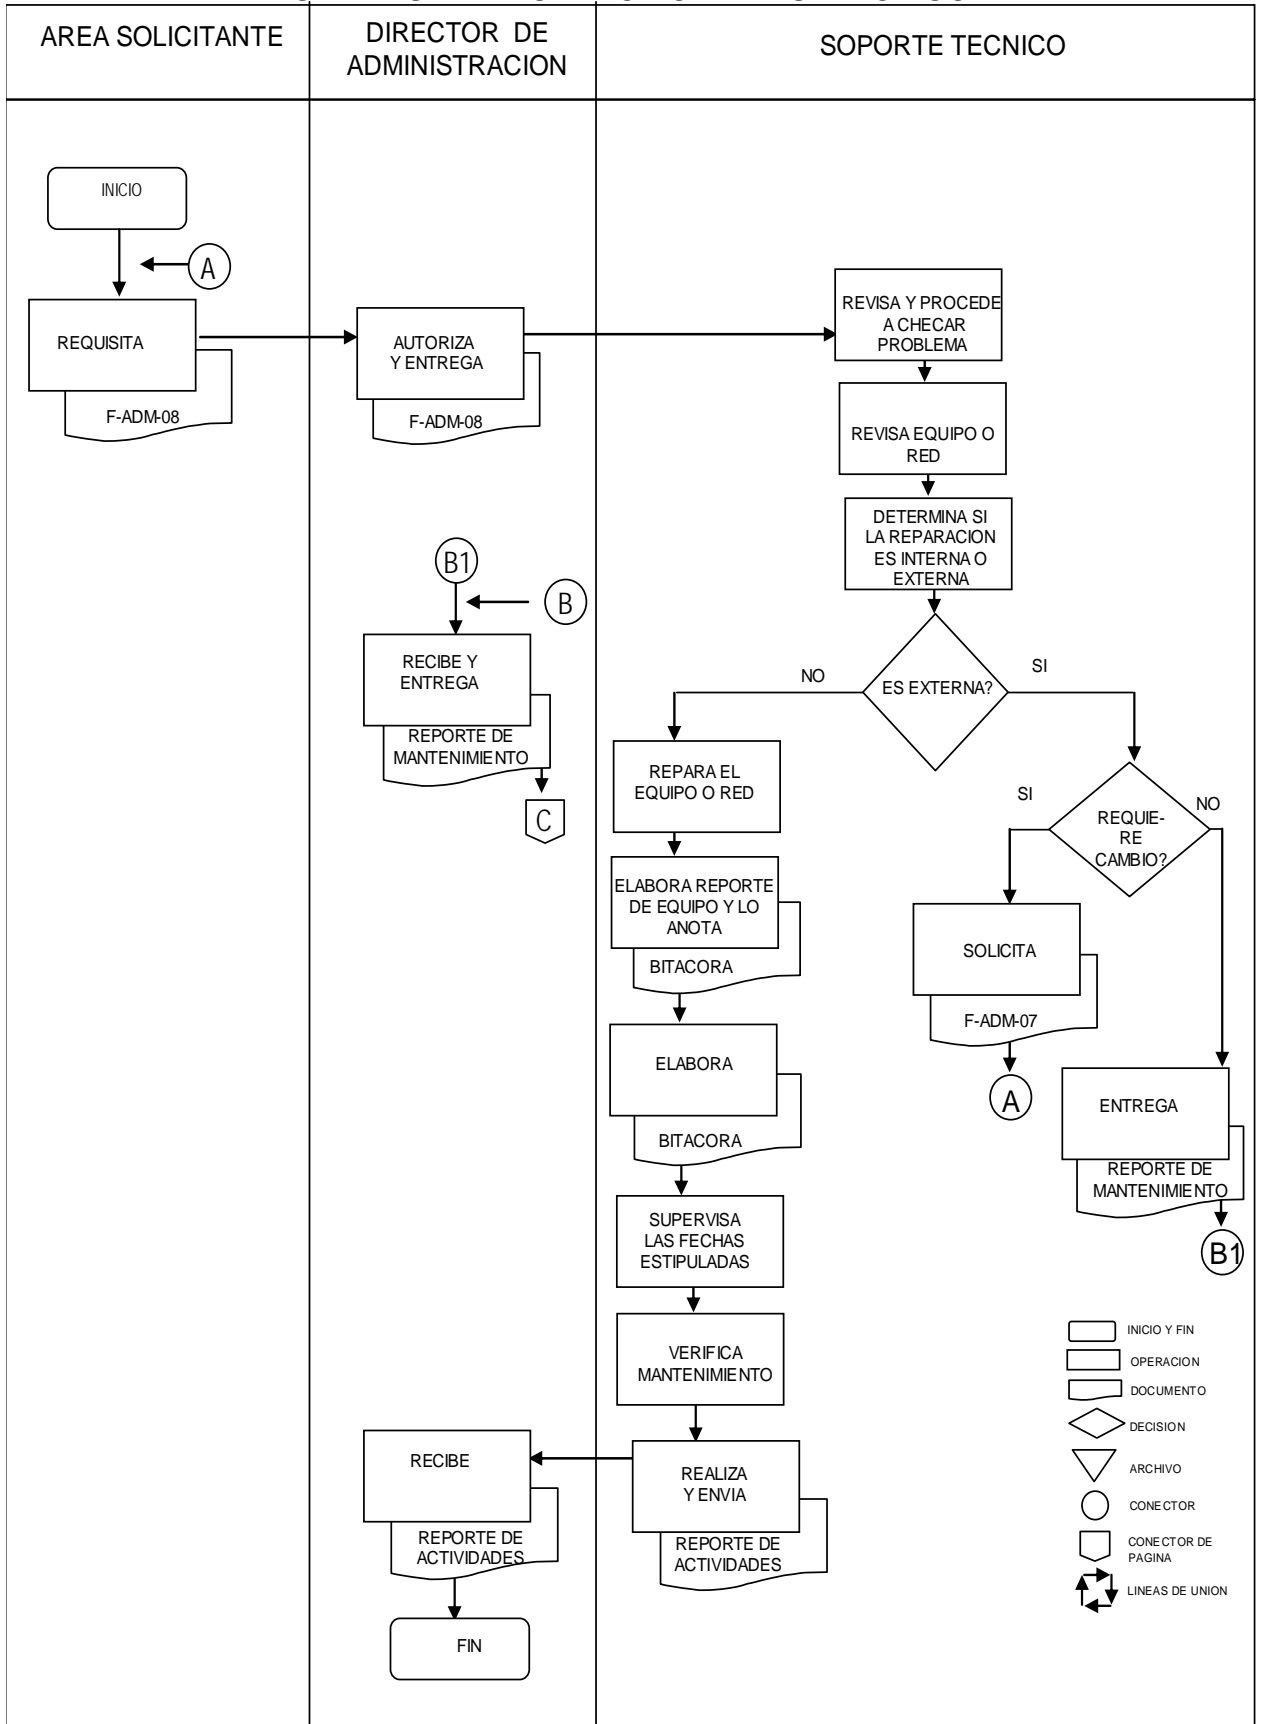 AREA SOLICITANTE
DIRECTOR DE
ADMINISTRACION
SOPORTE TECNICO
INICIO
A
REQUISITA
F-ADM-08
AUTORIZA
Y ENTREGA
F-ADM-08
REVISA Y PROCEDE
A CHECAR
PROBLEMA
REVISA EQUIPO O
RED
DETERMINA SI
LA REPARACION
ES INTERNA O
EXTERNA
B1
B
RECIBE Y
ENTREGA
REPORTE DE
MANTENIMIENTO
C
ES EXTERNA?
NO
SI
REPARA EL
EQUIPO O RED
SI
NO
REQUIE-
RE
CAMBIO?
ELABORA REPORTE
DE EQUIPO Y LO
ANOTA
BITACORA
SOLICITA
F-ADM-07
A
ELABORA
BITACORA
ENTREGA
REPORTE DE
MANTENIMIENTO
B1
SUPERVISA
LAS FECHAS
ESTIPULADAS
VERIFICA
MANTENIMIENTO
REALIZA
Y ENVIA
REPORTE DE
ACTIVIDADES
RECIBE
REPORTE DE
ACTIVIDADES
FIN
INICIO Y FIN
OPERACION
DOCUMENTO
DECISION
ARCHIVO
CONECTOR
CONECTOR DE
PAGINA
LINEAS DE UNION